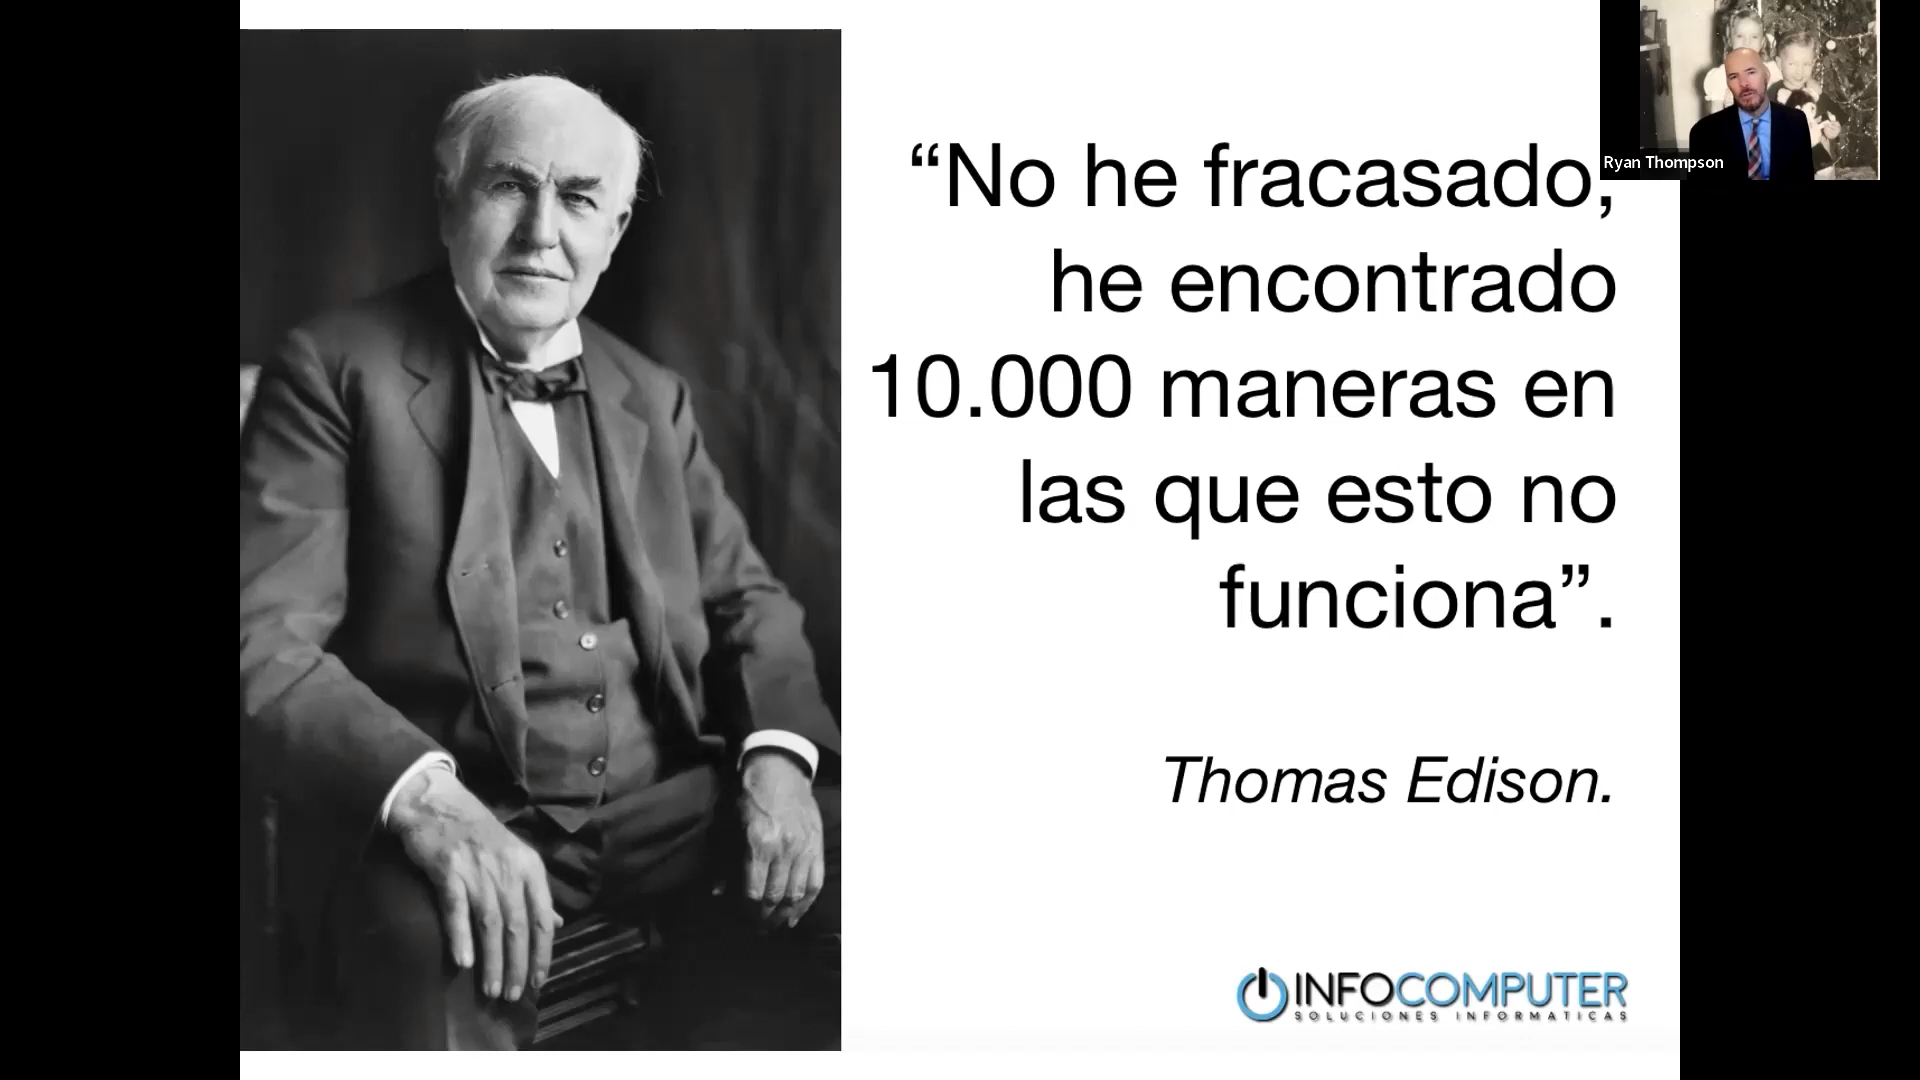 “No he fracasado,
he encontrado
10.000 maneras en
las que esto no
funciona”.
Thomas Edison.
INFOCOMPUTER
SOLUCIONES INFORMATICAS
Ryan Thompson